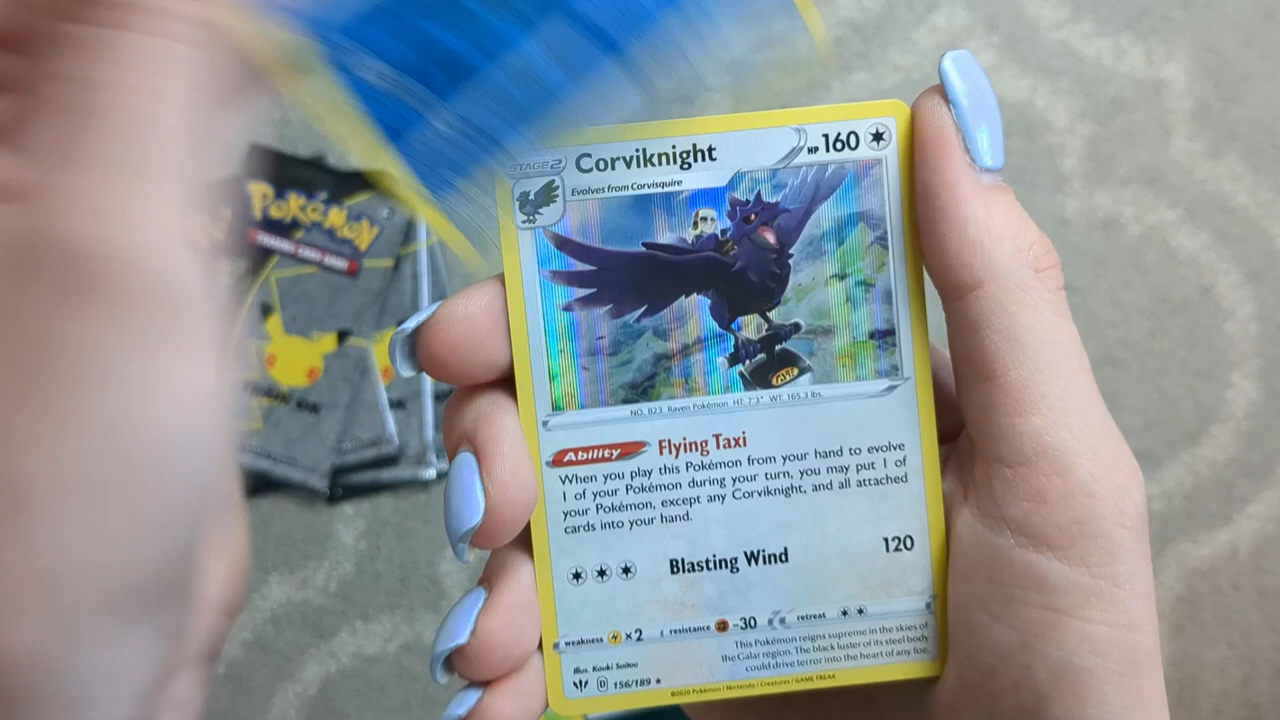 Pokémon
TRADING CARD GAME
STAGE2
Corviknight
HP 160
Evolves from Corvisquire
NO. 823 Raven Pokémon HT: 7'3" WT: 165.3 lbs.
Ability Flying Taxi
When you play this Pokémon from your hand to evolve
1 of your Pokémon during your turn, you may put 1 of
your Pokémon, except any Corviknight, and all attached
cards into your hand.
Blasting Wind 120
weakness ×2 resistance -30 retreat
This Pokémon reigns supreme in the skies of
the Galar region. The black luster of its steel body
could drive terror into the heart of any foe.
Illus. Kouki Saitou
D 156/189 ★
©2020 Pokémon / Nintendo / Creatures / GAME FREAK